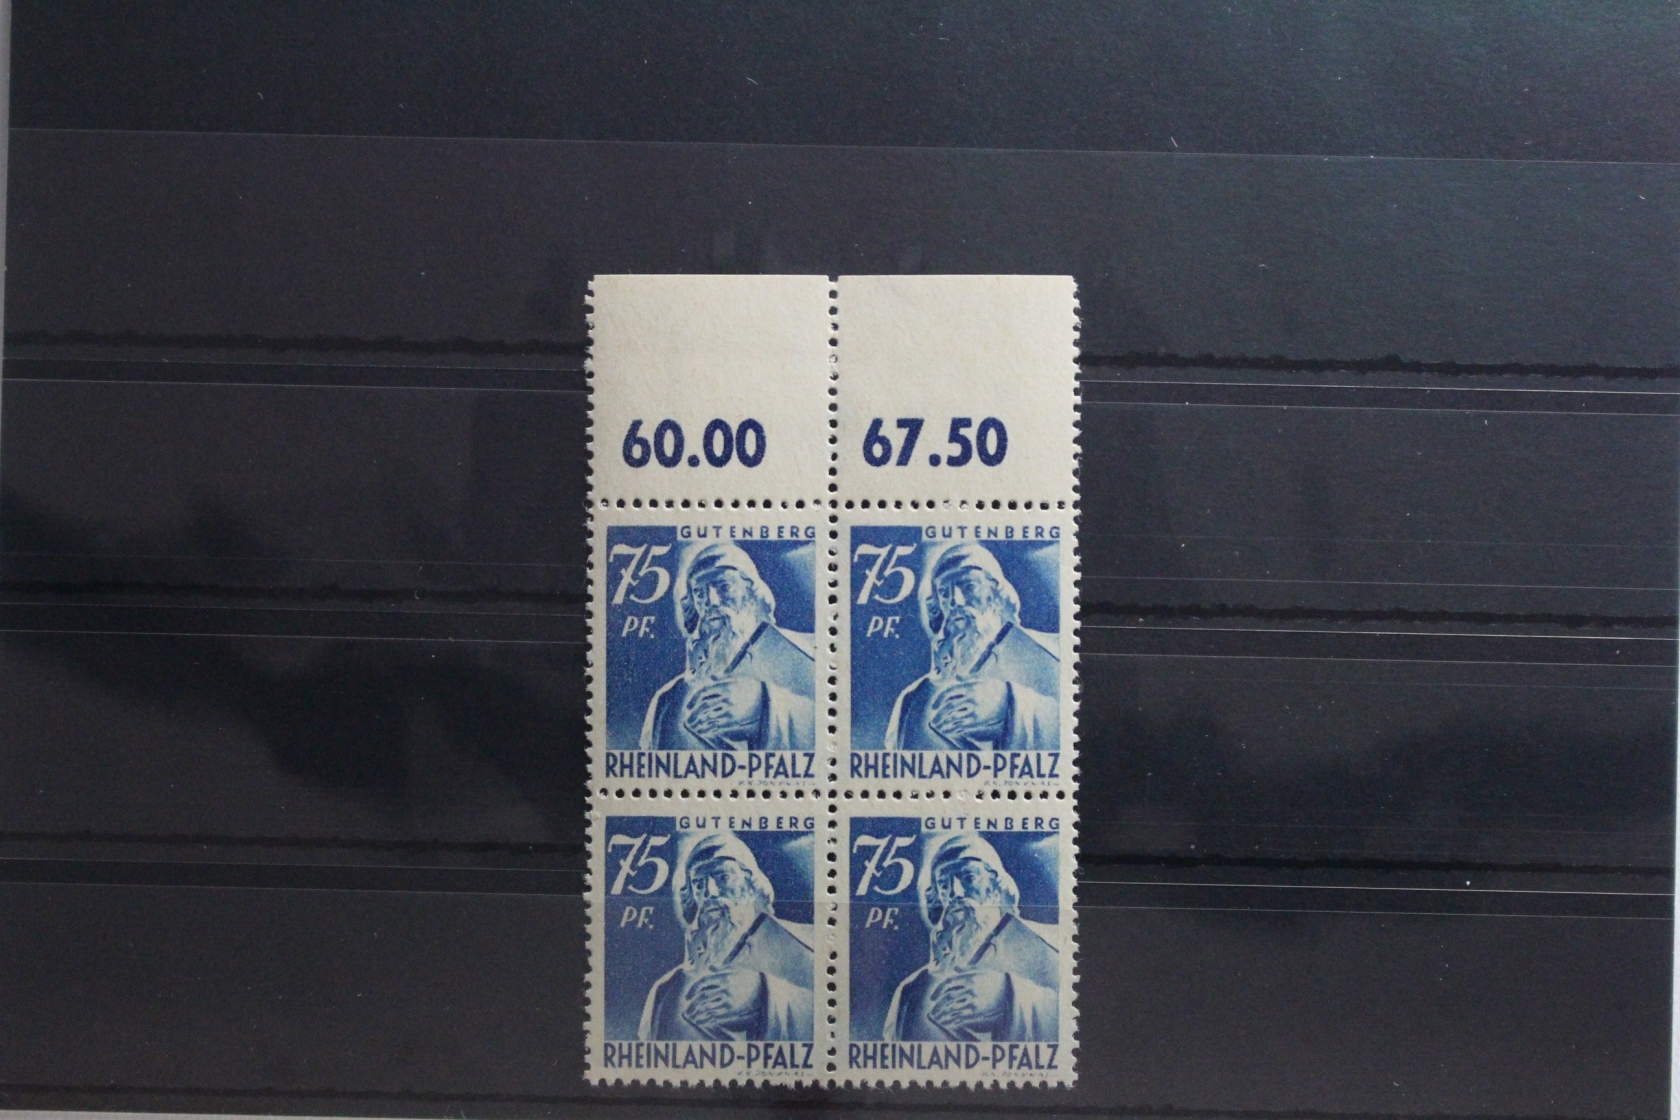 60.00 67.50
GUTENBERG GUTENBERG
75 75
PF. PF.
RHEINLAND-PFALZ RHEINLAND-PFALZ
GUTENBERG GUTENBERG
75 75
PF. PF.
RHEINLAND-PFALZ RHEINLAND-PFALZ